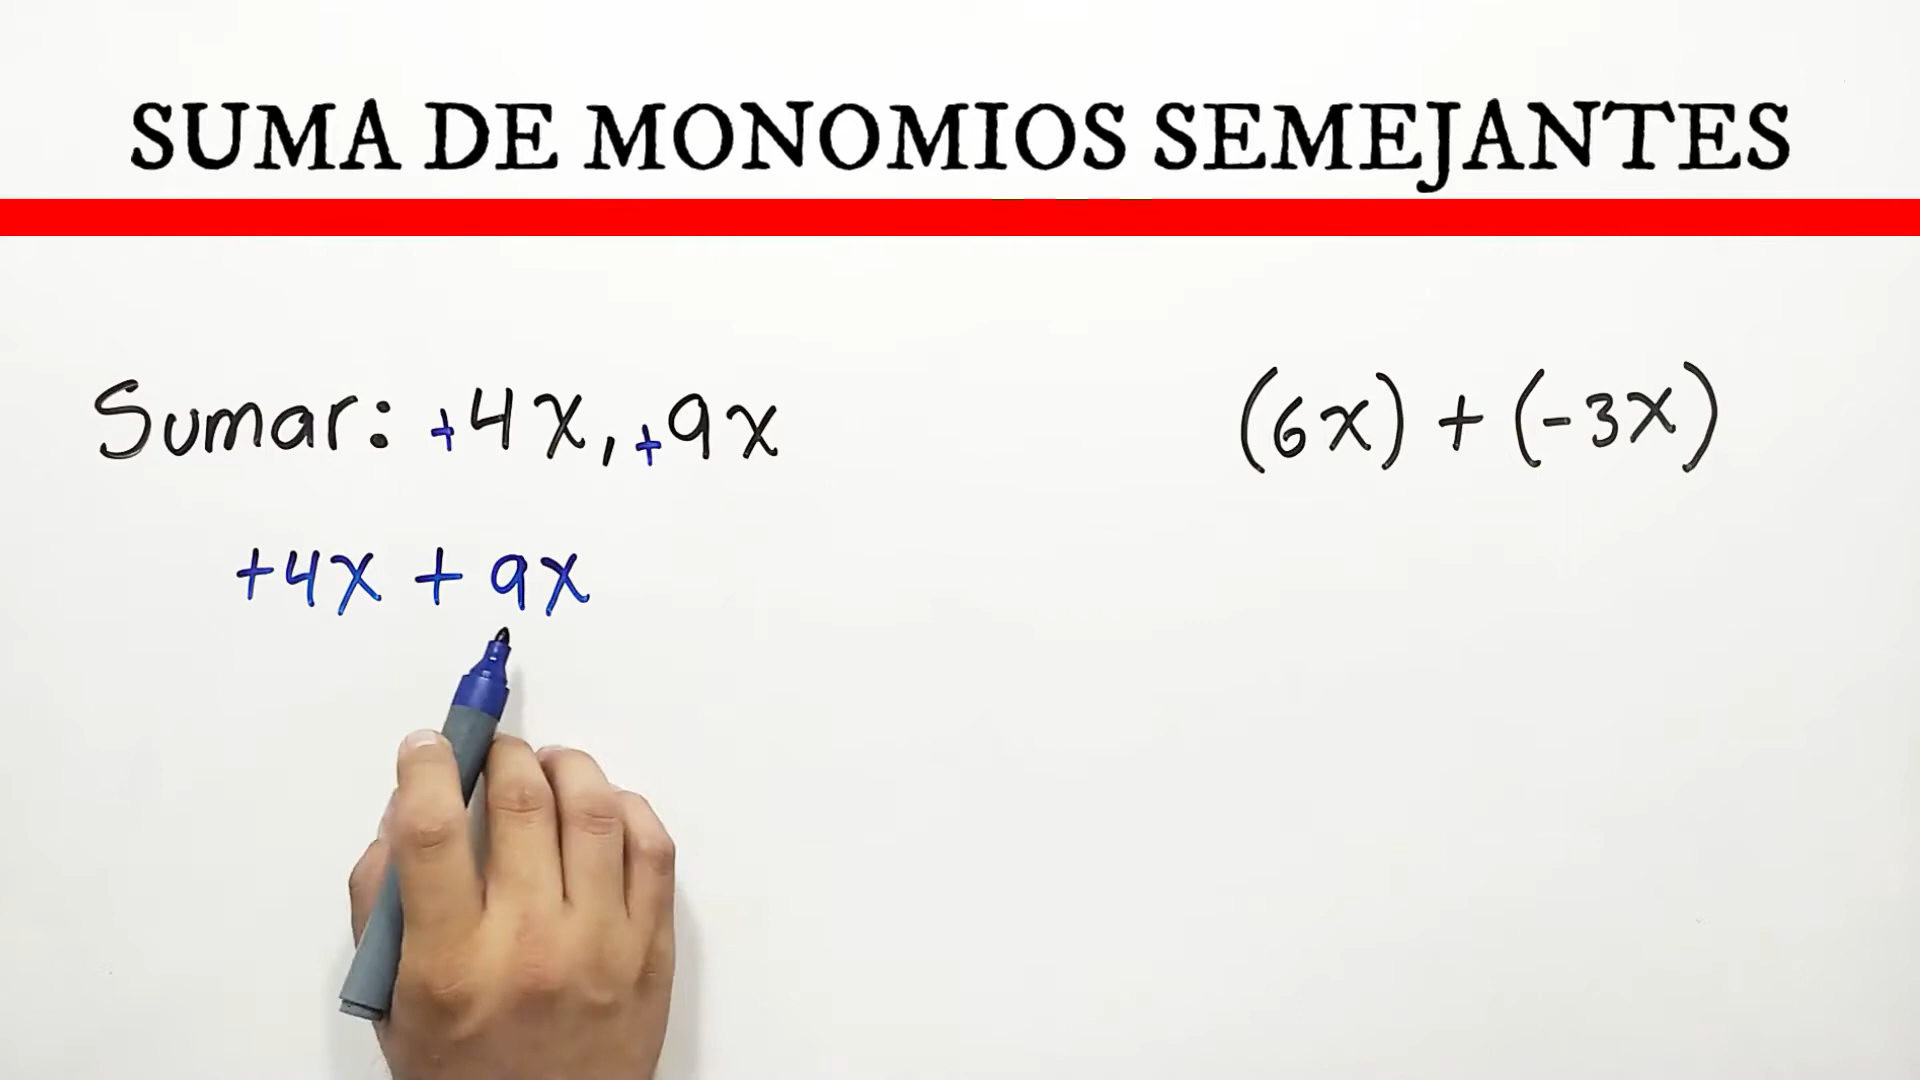 SUMA DE MONOMIOS SEMEJANTES
Sumar: +4x, +9x
+4x + 9x
(6x) + (-3x)